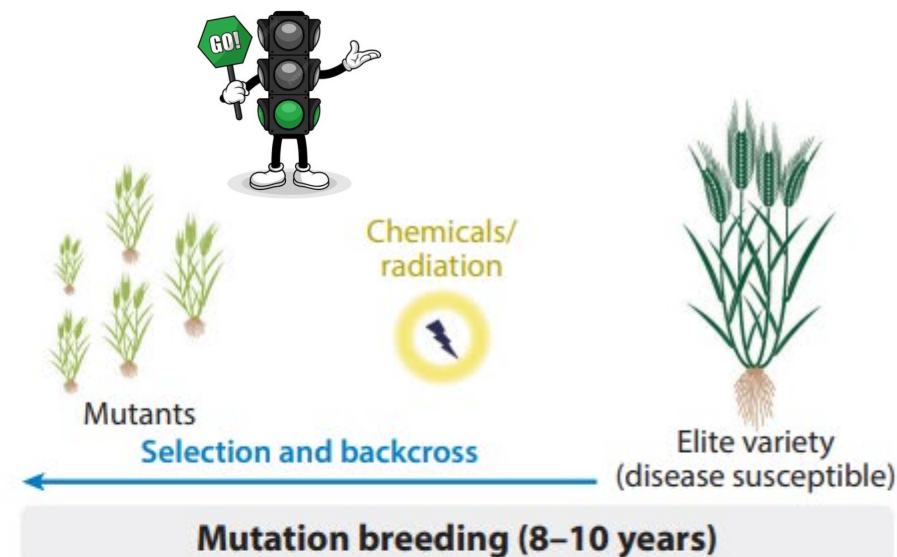 GO!
Chemicals/
radiation
Mutants
Selection and backcross
Elite variety
(disease susceptible)
Mutation breeding (8–10 years)